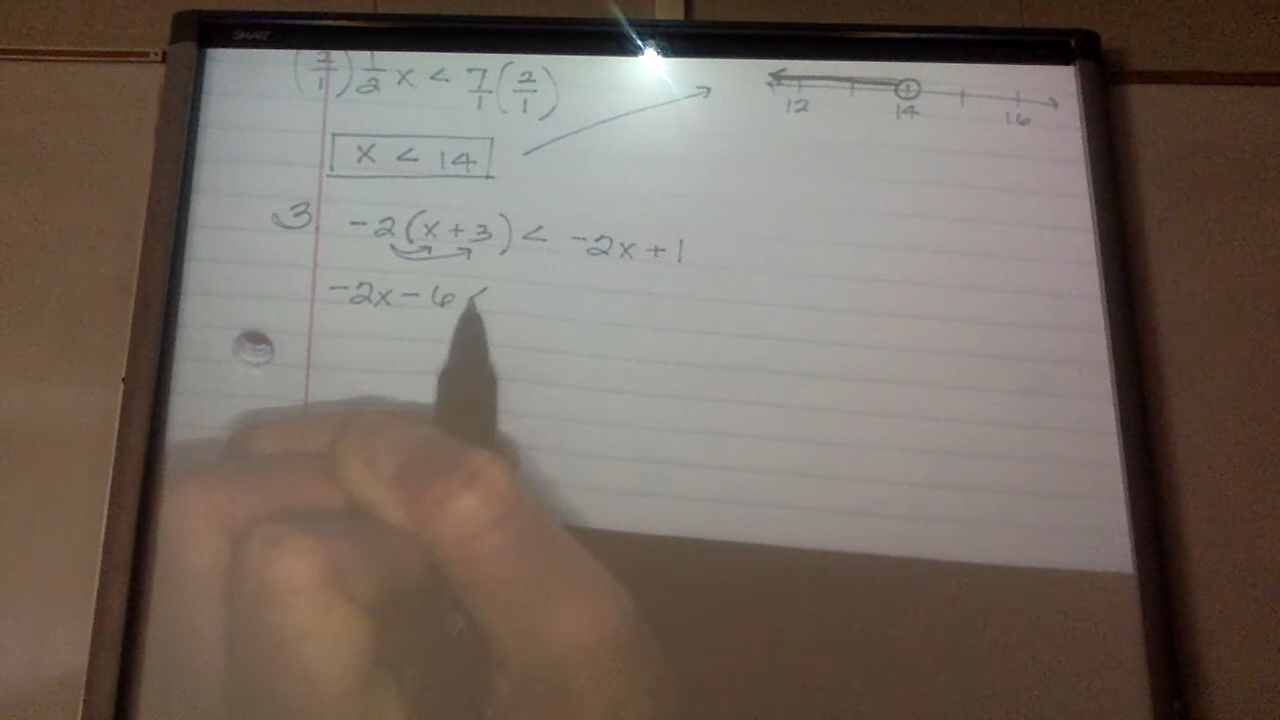 SMART
(2/1) 1/2 x < 7/1 (2/1)
12 14 16
x < 14
3) -2(x+3) < -2x+1
-2x-6 <